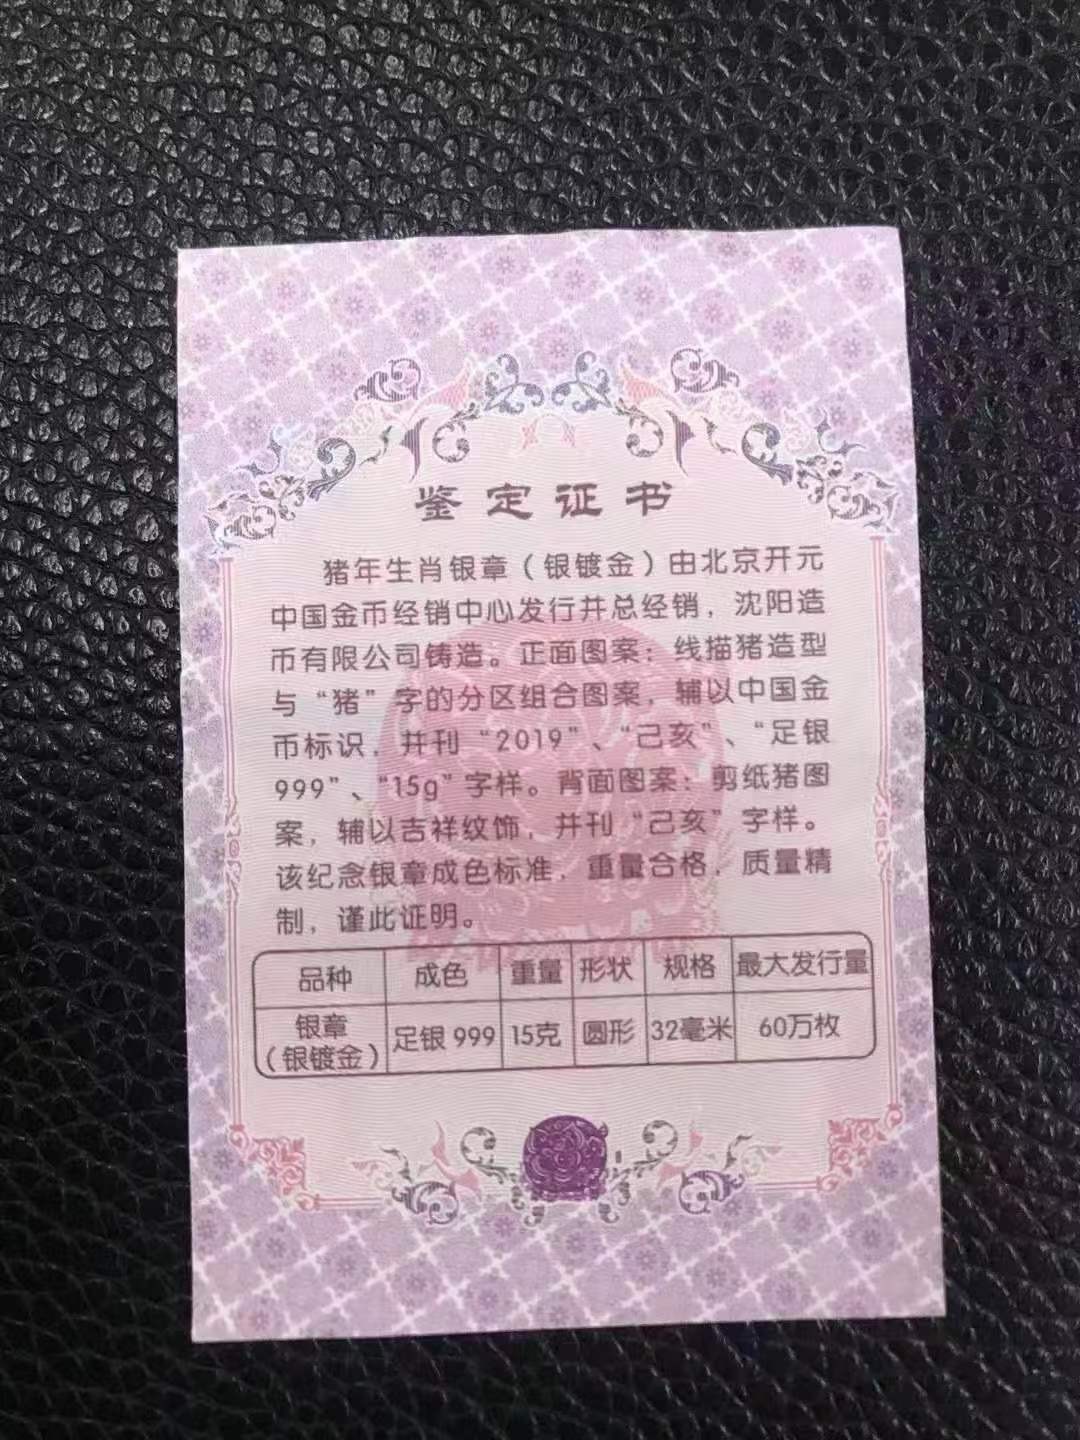 鉴定证书
猪年生肖银章（银镀金）由北京开元
中国金币经销中心发行并总经销，沈阳造
币有限公司铸造。正面图案：线描猪造型
与“猪”字的分区组合图案，辅以中国金
币标识，并刊“2019”、“己亥”、“足银
999”、“15g”字样。背面图案：剪纸猪图
案，辅以吉祥纹饰，并刊“己亥”字样。
该纪念银章成色标准，重量合格，质量精
制，谨此证明。
品种 成色 重量 形状 规格 最大发行量
银章 足银 999 15克 圆形 32毫米 60万枚
（银镀金）